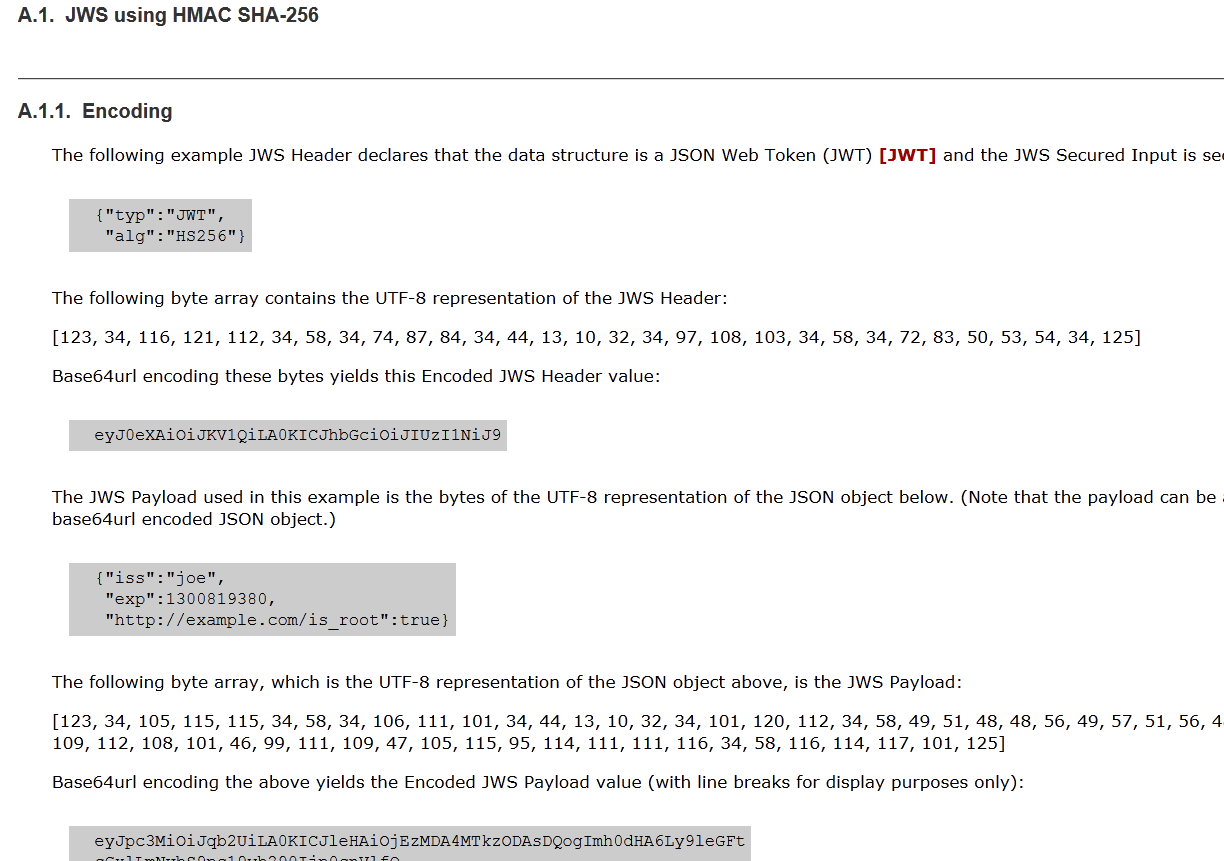 A.1. JWS using HMAC SHA-256
A.1.1. Encoding
The following example JWS Header declares that the data structure is a JSON Web Token (JWT) [JWT] and the JWS Secured Input is
{"typ":"JWT",
"alg":"HS256"}
The following byte array contains the UTF-8 representation of the JWS Header:
[123, 34, 116, 121, 112, 34, 58, 34, 74, 87, 84, 34, 44, 13, 10, 32, 34, 97, 108, 103, 34, 58, 34, 72, 83, 50, 53, 54, 34, 125]
Base64url encoding these bytes yields this Encoded JWS Header value:
eyJ0eXAiOiJKV1QiLA0KICJhbGciOiJIUzI1NiJ9
The JWS Payload used in this example is the bytes of the UTF-8 representation of the JSON object below. (Note that the payload can be
base64url encoded JSON object.)
{"iss":"joe",
"exp":1300819380,
"http://example.com/is_root":true}
The following byte array, which is the UTF-8 representation of the JSON object above, is the JWS Payload:
[123, 34, 105, 115, 115, 34, 58, 34, 106, 111, 101, 34, 44, 13, 10, 32, 34, 101, 120, 112, 34, 58, 49, 51, 48, 48, 56, 49, 57, 51, 56,
109, 112, 108, 101, 46, 99, 111, 109, 47, 105, 115, 95, 114, 111, 111, 116, 34, 58, 116, 114, 117, 101, 125]
Base64url encoding the above yields the Encoded JWS Payload value (with line breaks for display purposes only):
eyJpc3MiOiJqb2UiLA0KICJleHAiOjEzMDA4MTkzODAsDQogImh0dHA6Ly9leGFt